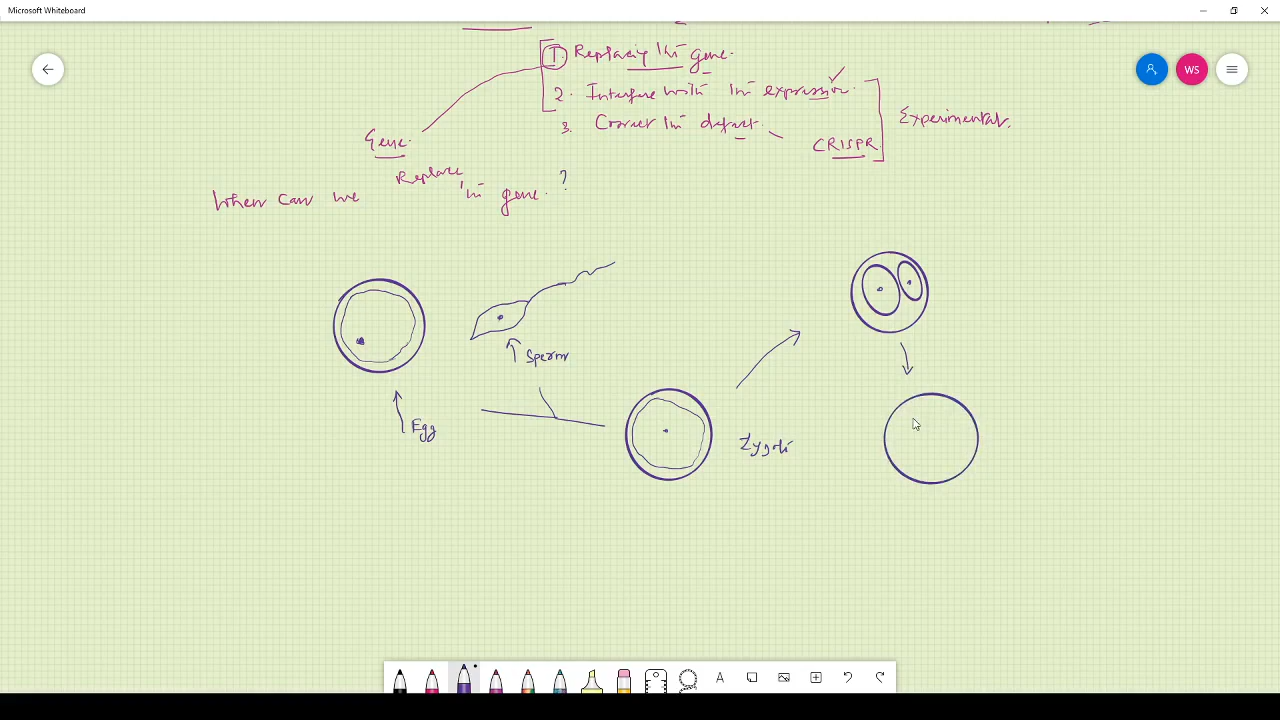 Microsoft Whiteboard
WS
1. Replacing the gene.
2. Interfere with the expression.
3. Correct the defect
CRISPR
Experimental.
Gene.
When can we Replace the gene. ?
Sperm
Egg
Zygote
A